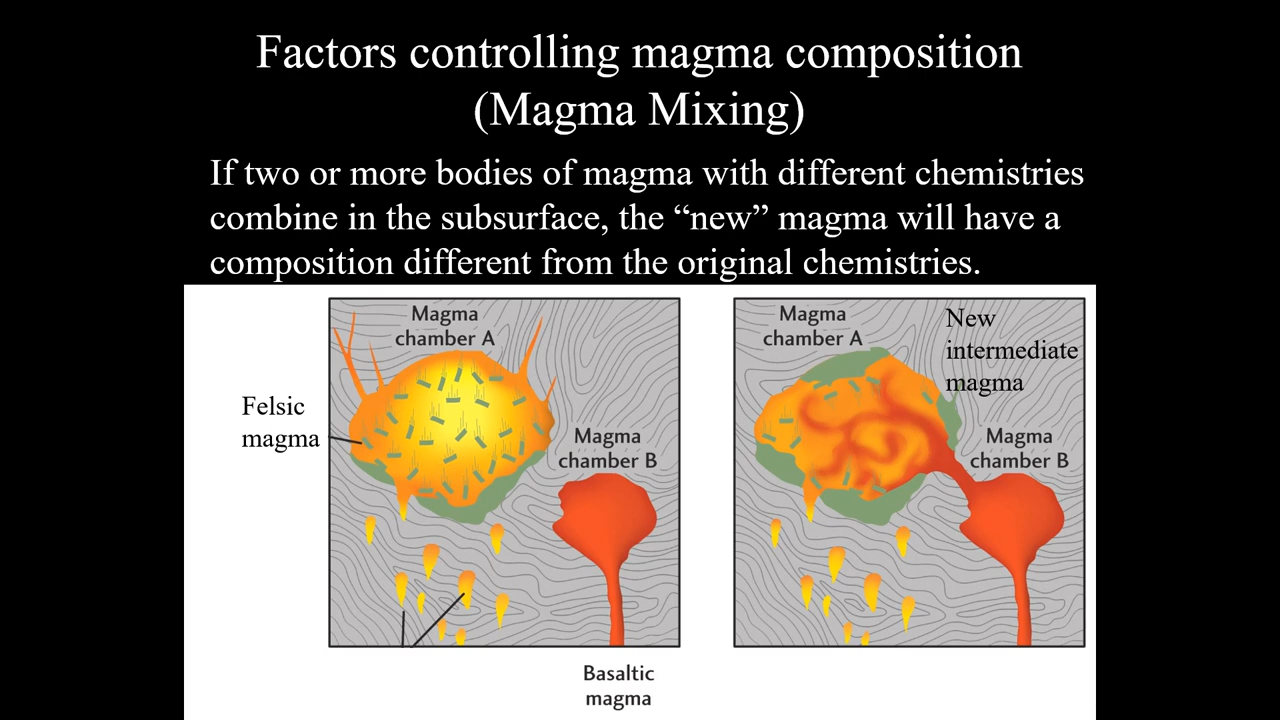 Factors controlling magma composition
(Magma Mixing)
If two or more bodies of magma with different chemistries
combine in the subsurface, the “new” magma will have a
composition different from the original chemistries.
Magma
chamber A
Felsic
magma
Magma
chamber B
Basaltic
magma
Magma
chamber A
New
intermediate
magma
Magma
chamber B